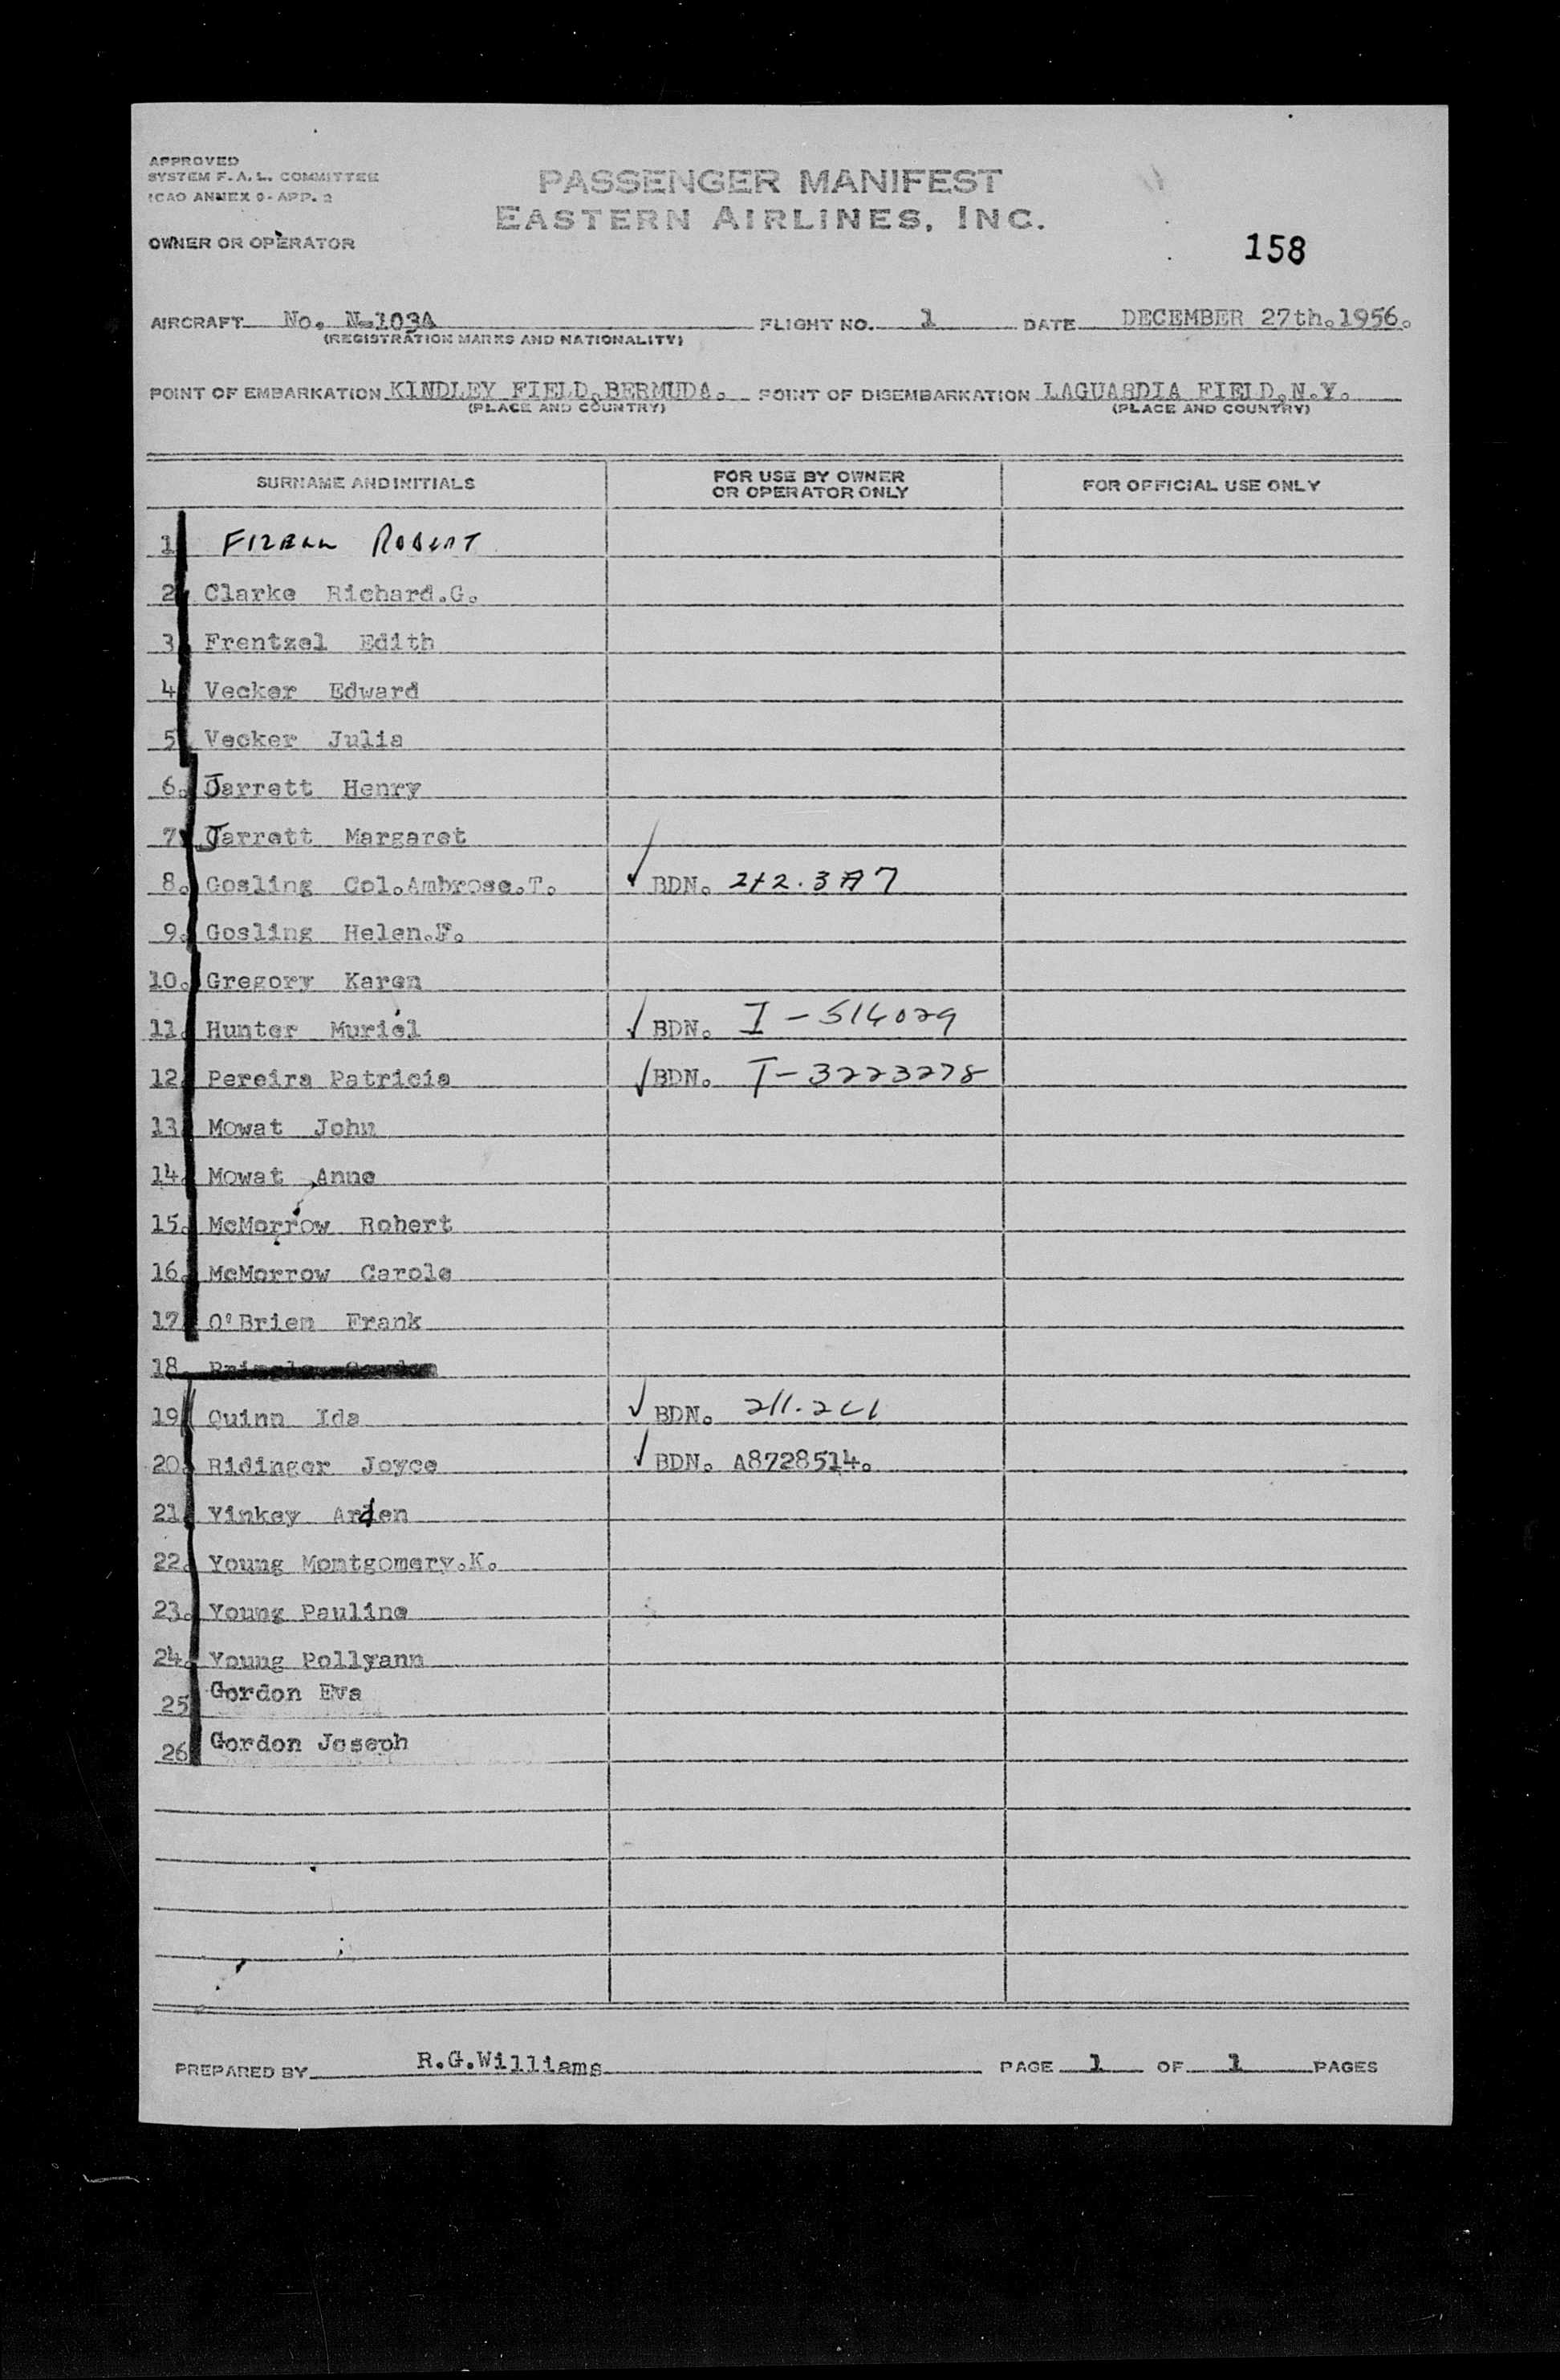 APPROVED
SYSTEM F.A.L. COMMITTEE
ICAO ANNEX 9 - APP. 2
PASSENGER MANIFEST
EASTERN AIRLINES, INC.
OWNER OR OPERATOR
158
AIRCRAFT No. N-103A FLIGHT NO. 1 DATE DECEMBER 27th.1956.
(REGISTRATION MARKS AND NATIONALITY)
POINT OF EMBARKATION KINDLEY FIELD,BERMUDA. POINT OF DISEMBARKATION LAGUARDIA FIELD,N.Y.
(PLACE AND COUNTRY) (PLACE AND COUNTRY)
SURNAME AND INITIALS FOR USE BY OWNER OR OPERATOR ONLY FOR OFFICIAL USE ONLY
1 ROBERT
2 Clarke Richard.G.
3 Frentzel Edith
4 Vecker Edward
5 Vecker Julia
6. Jarrett Henry
7 Jarrett Margaret
8. Gosling Col.Ambrose.T. BDN.
9. Gosling Helen.F.
10. Gregory Karen
11. Hunter Muriel BDN. I-514029
12. Pereira Patricia BDN. T-3223278
13 Mowat John
14. Mowat Anne
15. McMorrow Robert
16. McMorrow Carole
17 O'Brien Frank
18.
19 Quinn Ida BDN.
20. Ridinger Joyce BDN. A8728514.
21. Yinkey Arden
22. Young Montgomery.K.
23. Young Pauline
24. Young Pollyann
25 Gordon Eva
26 Gordon Joseph
PREPARED BY R.G.Williams PAGE 1 OF 1 PAGES